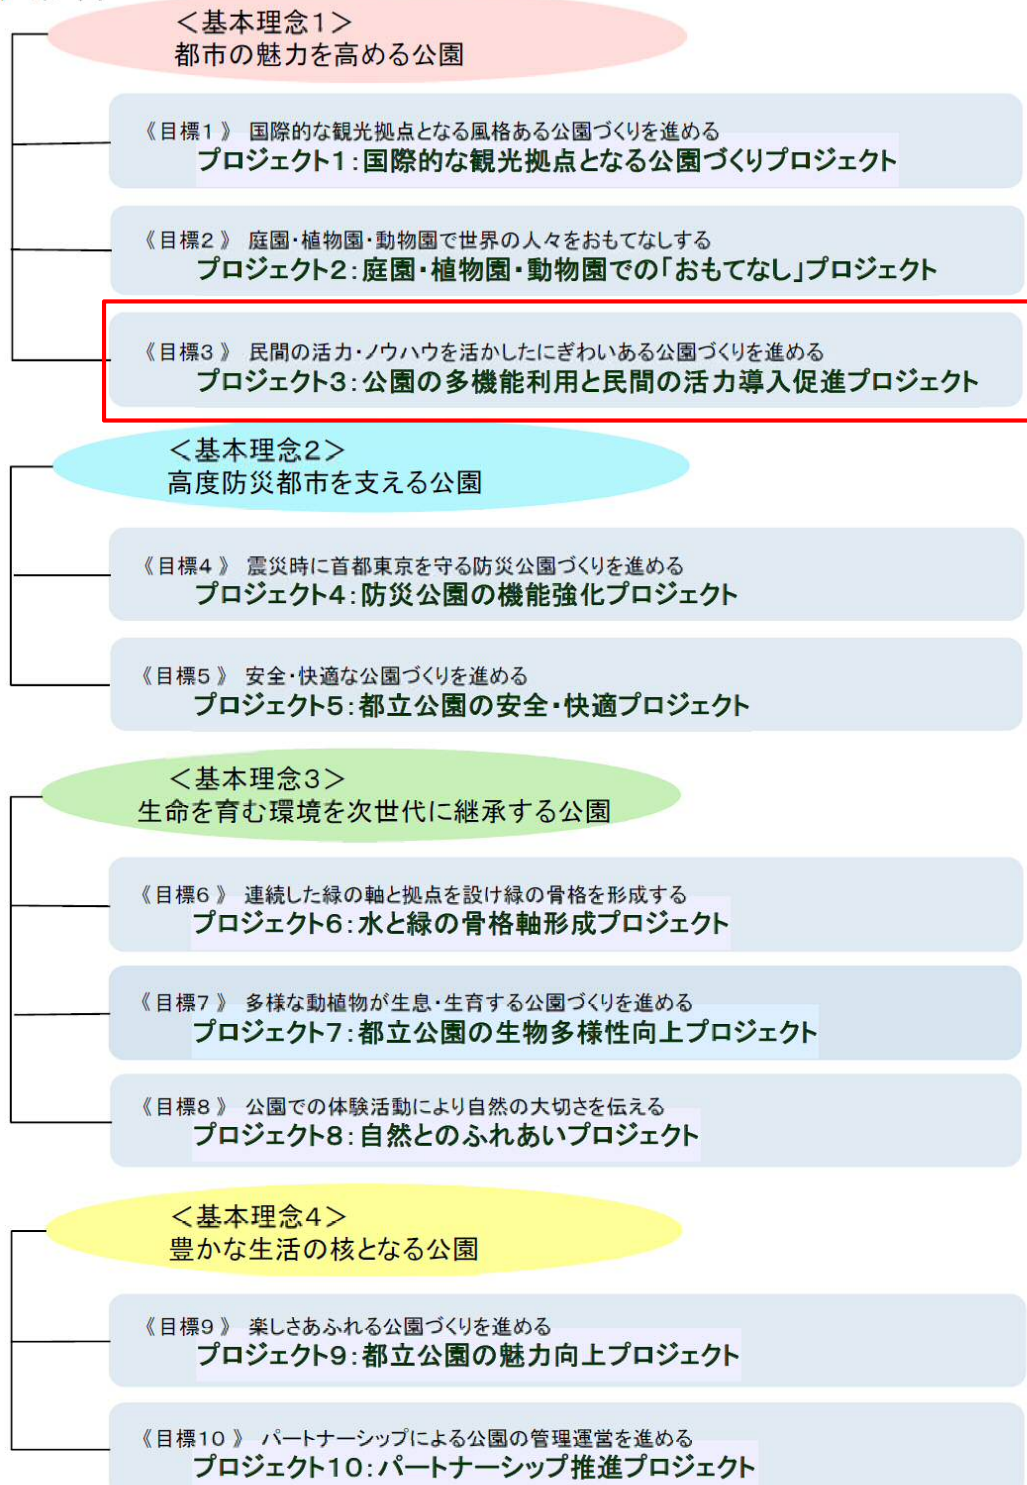 ＜基本理念１＞
都市の魅力を高める公園
《目標１》 国際的な観光拠点となる風格ある公園づくりを進める
プロジェクト１：国際的な観光拠点となる公園づくりプロジェクト
《目標２》 庭園・植物園・動物園で世界の人々をおもてなしする
プロジェクト２：庭園・植物園・動物園での「おもてなし」プロジェクト
《目標３》 民間の活力・ノウハウを活かしたにぎわいある公園づくりを進める
プロジェクト３：公園の多機能利用と民間の活力導入促進プロジェクト
＜基本理念２＞
高度防災都市を支える公園
《目標４》 震災時に首都東京を守る防災公園づくりを進める
プロジェクト４：防災公園の機能強化プロジェクト
《目標５》 安全・快適な公園づくりを進める
プロジェクト５：都立公園の安全・快適プロジェクト
＜基本理念３＞
生命を育む環境を次世代に継承する公園
《目標６》 連続した緑の軸と拠点を設け緑の骨格を形成する
プロジェクト６：水と緑の骨格軸形成プロジェクト
《目標７》 多様な動植物が生息・生育する公園づくりを進める
プロジェクト７：都立公園の生物多様性向上プロジェクト
《目標８》 公園での体験活動により自然の大切さを伝える
プロジェクト８：自然とのふれあいプロジェクト
＜基本理念４＞
豊かな生活の核となる公園
《目標９》 楽しさあふれる公園づくりを進める
プロジェクト９：都立公園の魅力向上プロジェクト
《目標１０》 パートナーシップによる公園の管理運営を進める
プロジェクト１０：パートナーシップ推進プロジェクト